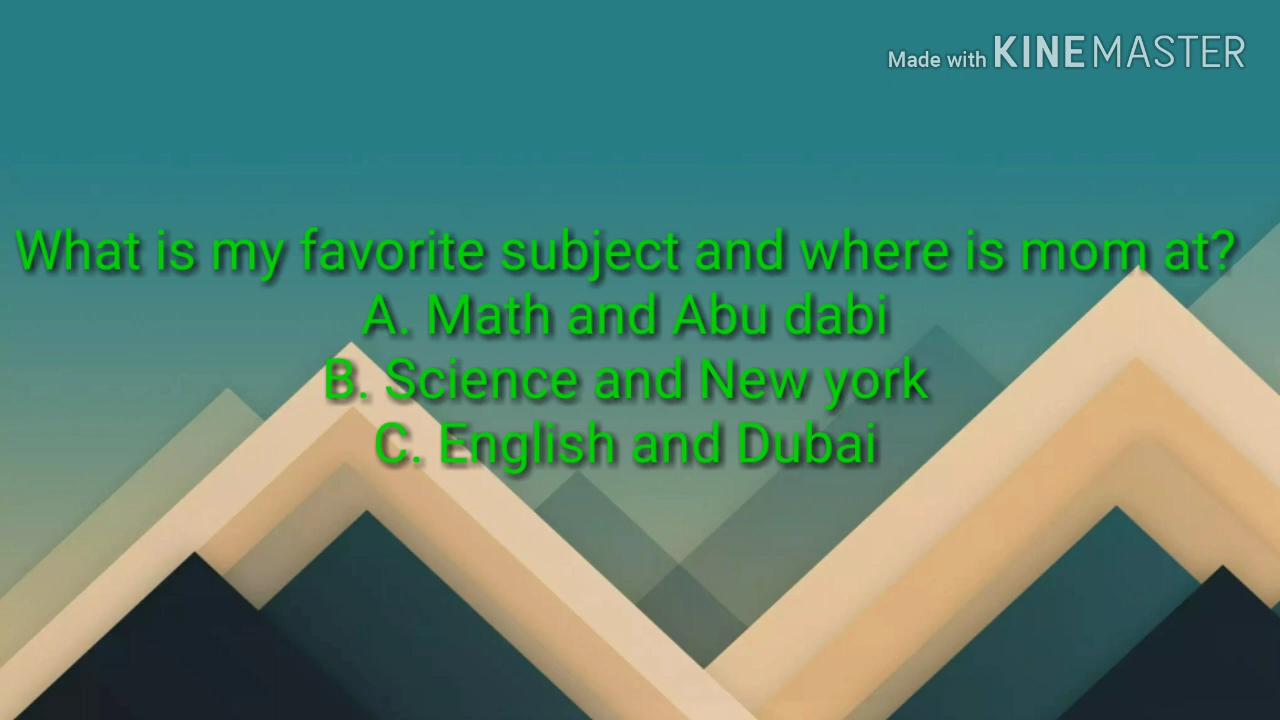 Made with KINEMASTER
What is my favorite subject and where is mom at?
A. Math and Abu dabi
B. Science and New york
C. English and Dubai